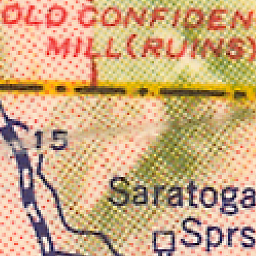 OLD CONFIDEN
MILL (RUINS)
15
Saratoga
Sprs